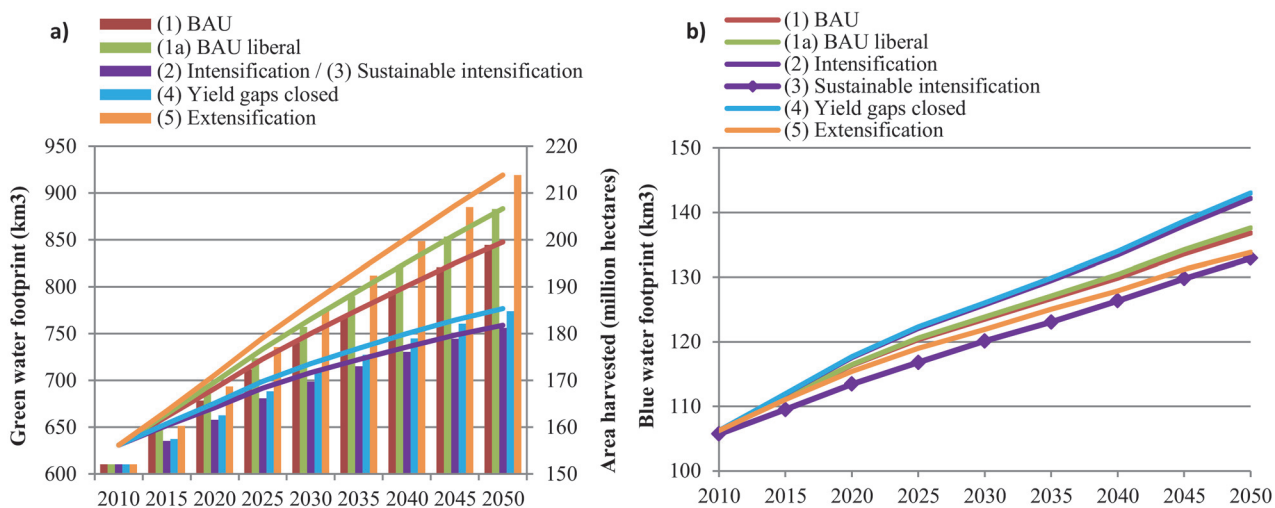 a)
(1) BAU
(1a) BAU liberal
(2) Intensification / (3) Sustainable intensification
(4) Yield gaps closed
(5) Extensification
Green water footprint (km3)
950
900
850
800
750
700
650
600
220
210
200
190
180
170
160
150
Area harvested (million hectares)
2010 2015 2020 2025 2030 2035 2040 2045 2050
b)
(1) BAU
(1a) BAU liberal
(2) Intensification
(3) Sustainable intensification
(4) Yield gaps closed
(5) Extensification
Blue water footprint (km3)
150
140
130
120
110
100
2010 2015 2020 2025 2030 2035 2040 2045 2050